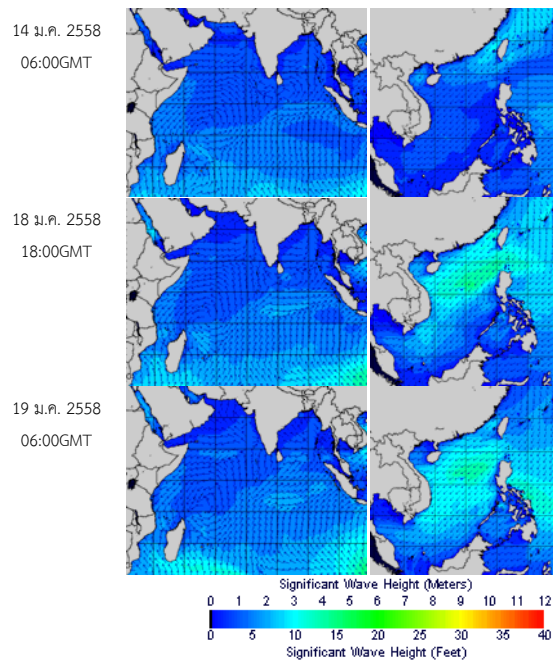 14 ม.ค. 2558
06:00GMT
18 ม.ค. 2558
18:00GMT
19 ม.ค. 2558
06:00GMT
Significant Wave Height (Meters)
0 1 2 3 4 5 6 7 8 9 10 11 12
0 5 10 15 20 25 30 35 40
Significant Wave Height (Feet)